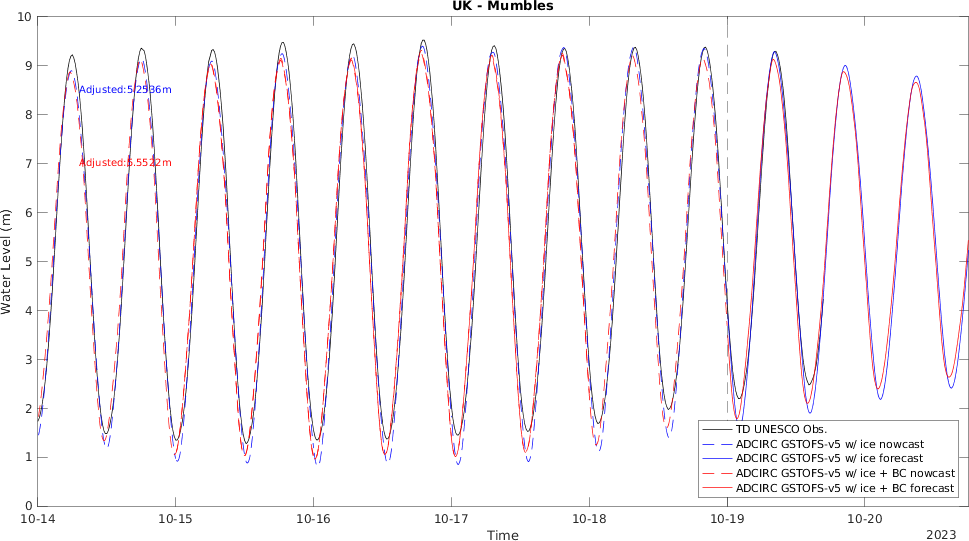 UK - Mumbles
10
9
8
7
6
5
4
3
2
1
0
Water Level (m)
Adjusted:5.2536m
Adjusted:5.5522m
TD UNESCO Obs.
ADCIRC GSTOFS-v5 w/ ice nowcast
ADCIRC GSTOFS-v5 w/ ice forecast
ADCIRC GSTOFS-v5 w/ ice + BC nowcast
ADCIRC GSTOFS-v5 w/ ice + BC forecast
10-14 10-15 10-16 10-17 10-18 10-19 10-20
Time
2023